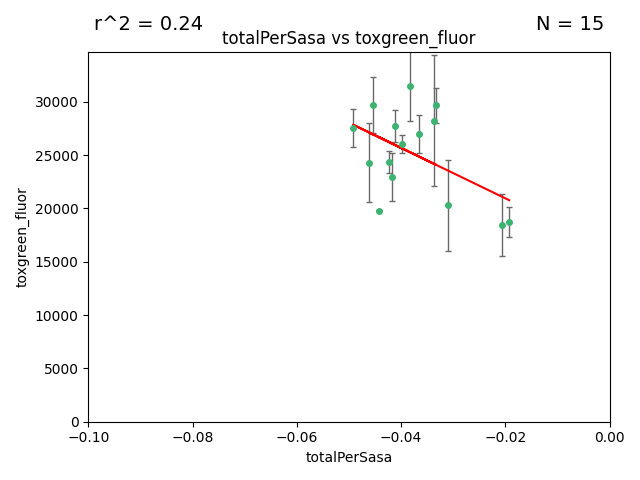 r^2 = 0.24
N = 15
totalPerSasa vs toxgreen_fluor
toxgreen_fluor
30000
25000
20000
15000
10000
5000
0
−0.10
−0.08
−0.06
−0.04
−0.02
0.00
totalPerSasa